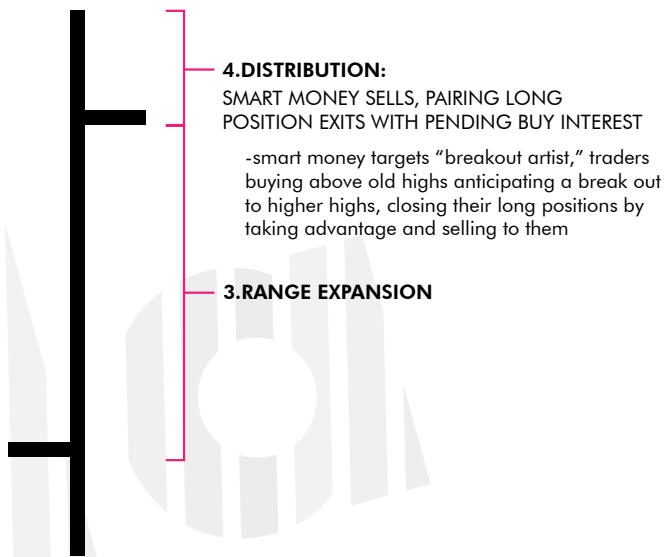 4.DISTRIBUTION:
SMART MONEY SELLS, PAIRING LONG
POSITION EXITS WITH PENDING BUY INTEREST
-smart money targets “breakout artist,” traders
buying above old highs anticipating a break out
to higher highs, closing their long positions by
taking advantage and selling to them
3.RANGE EXPANSION